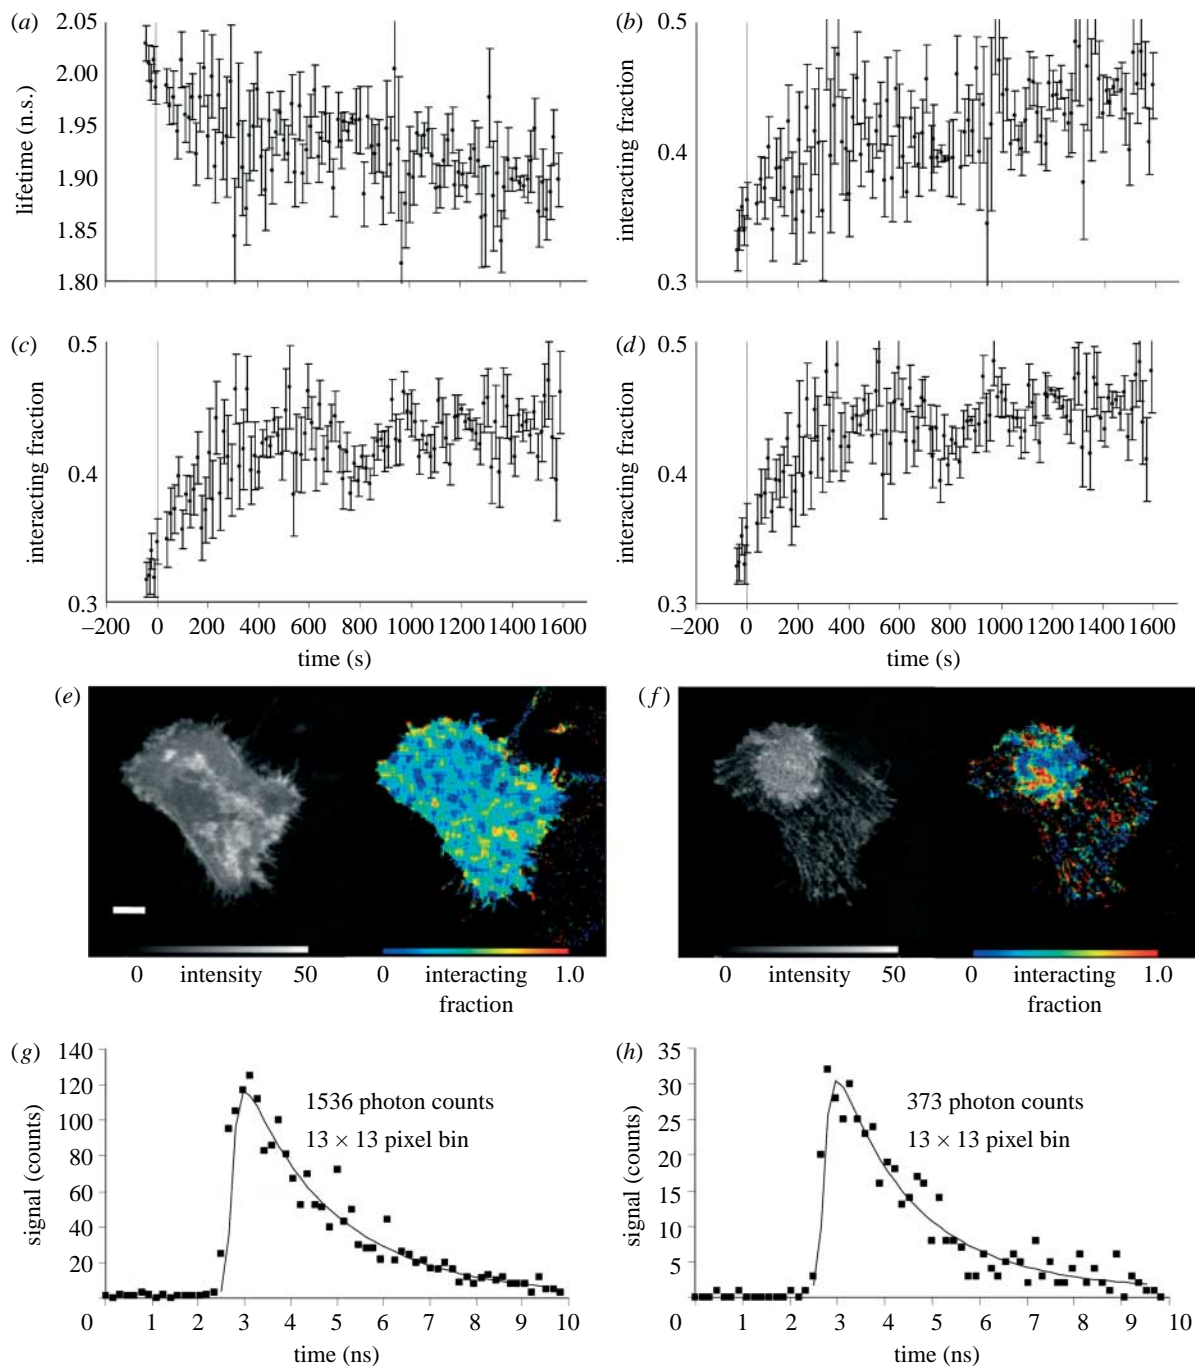 (a)
2.05
2.00
1.95
1.90
1.85
1.80
lifetime (n.s.)
(b)
0.5
0.4
0.3
interacting fraction
(c)
0.5
0.4
0.3
interacting fraction
–200 0 200 400 600 800 1000 1200 1400 1600
time (s)
(d)
0.5
0.4
0.3
interacting fraction
–200 0 200 400 600 800 1000 1200 1400 1600
time (s)
(e)
0 intensity 50
0 interacting 1.0
fraction
(f)
0 intensity 50
0 interacting 1.0
fraction
(g)
140
120
100
80
60
40
20
signal (counts)
1536 photon counts
13 × 13 pixel bin
0 1 2 3 4 5 6 7 8 9 10
time (ns)
(h)
35
30
25
20
15
10
5
signal (counts)
373 photon counts
13 × 13 pixel bin
0 1 2 3 4 5 6 7 8 9 10
time (ns)